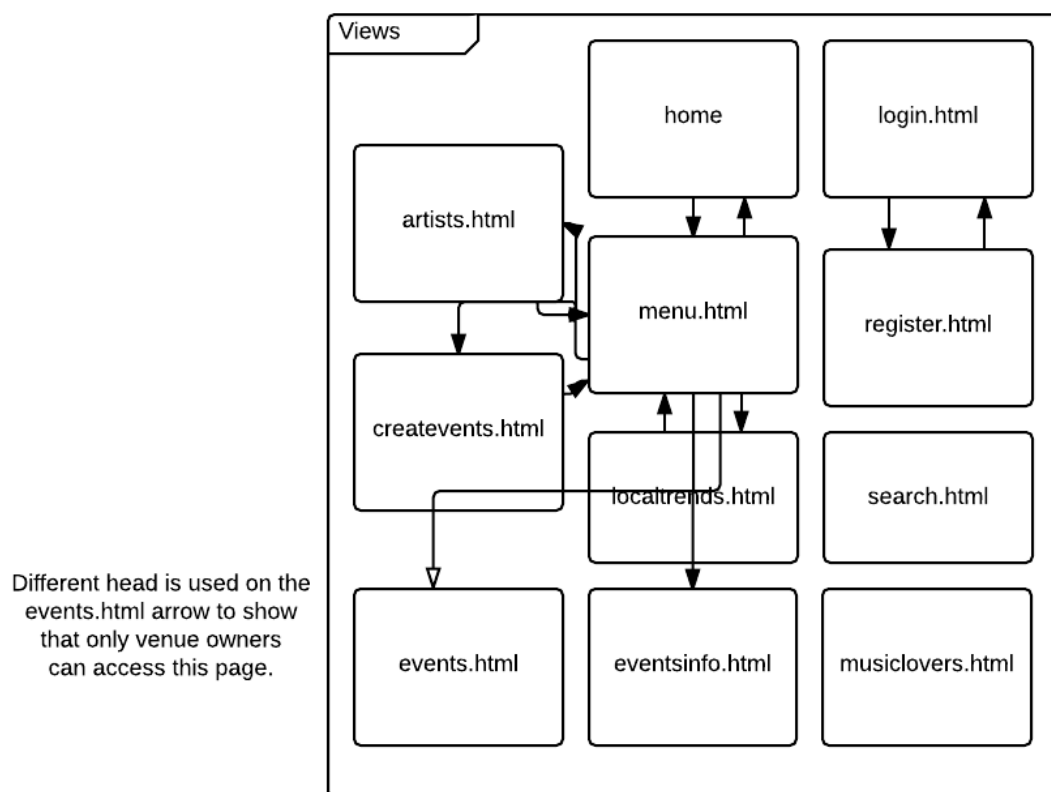 Views
home
login.html
artists.html
menu.html
register.html
createvents.html
localtrends.html
search.html
Different head is used on the
events.html arrow to show
that only venue owners
can access this page.
events.html
eventsinfo.html
musiclovers.html